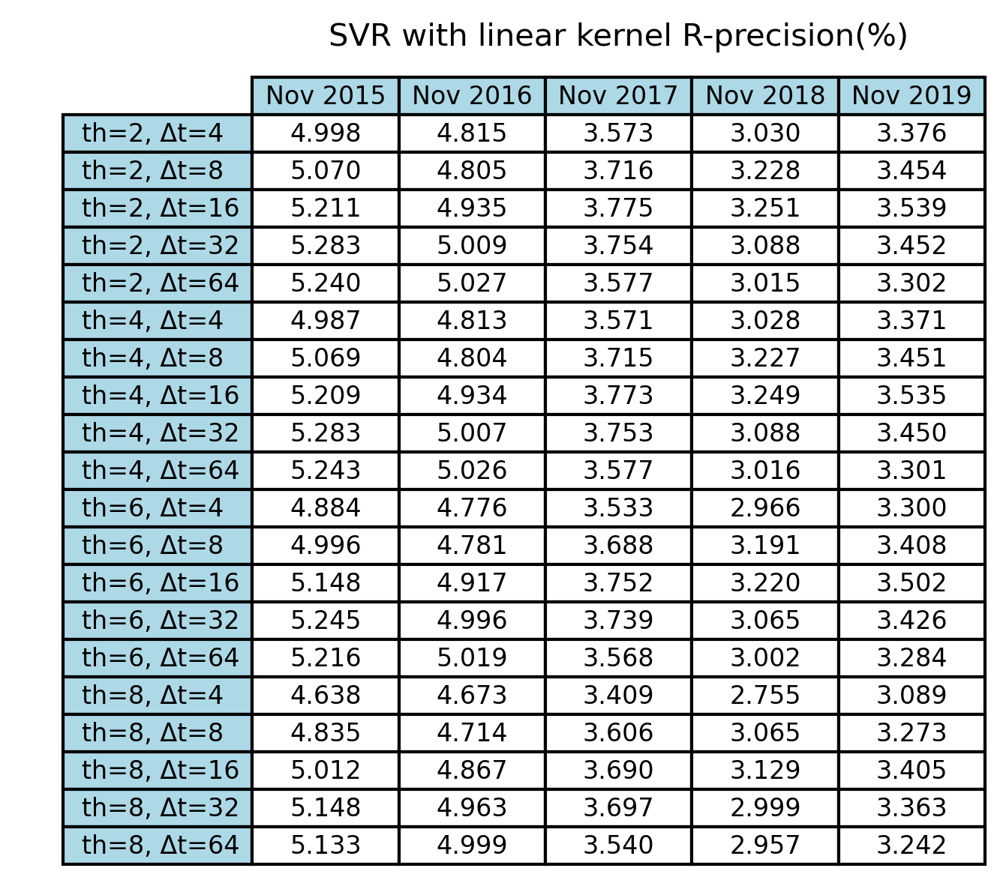 SVR with linear kernel R-precision(%)
Nov 2015 Nov 2016 Nov 2017 Nov 2018 Nov 2019
th=2, Δt=4 4.998 4.815 3.573 3.030 3.376
th=2, Δt=8 5.070 4.805 3.716 3.228 3.454
th=2, Δt=16 5.211 4.935 3.775 3.251 3.539
th=2, Δt=32 5.283 5.009 3.754 3.088 3.452
th=2, Δt=64 5.240 5.027 3.577 3.015 3.302
th=4, Δt=4 4.987 4.813 3.571 3.028 3.371
th=4, Δt=8 5.069 4.804 3.715 3.227 3.451
th=4, Δt=16 5.209 4.934 3.773 3.249 3.535
th=4, Δt=32 5.283 5.007 3.753 3.088 3.450
th=4, Δt=64 5.243 5.026 3.577 3.016 3.301
th=6, Δt=4 4.884 4.776 3.533 2.966 3.300
th=6, Δt=8 4.996 4.781 3.688 3.191 3.408
th=6, Δt=16 5.148 4.917 3.752 3.220 3.502
th=6, Δt=32 5.245 4.996 3.739 3.065 3.426
th=6, Δt=64 5.216 5.019 3.568 3.002 3.284
th=8, Δt=4 4.638 4.673 3.409 2.755 3.089
th=8, Δt=8 4.835 4.714 3.606 3.065 3.273
th=8, Δt=16 5.012 4.867 3.690 3.129 3.405
th=8, Δt=32 5.148 4.963 3.697 2.999 3.363
th=8, Δt=64 5.133 4.999 3.540 2.957 3.242